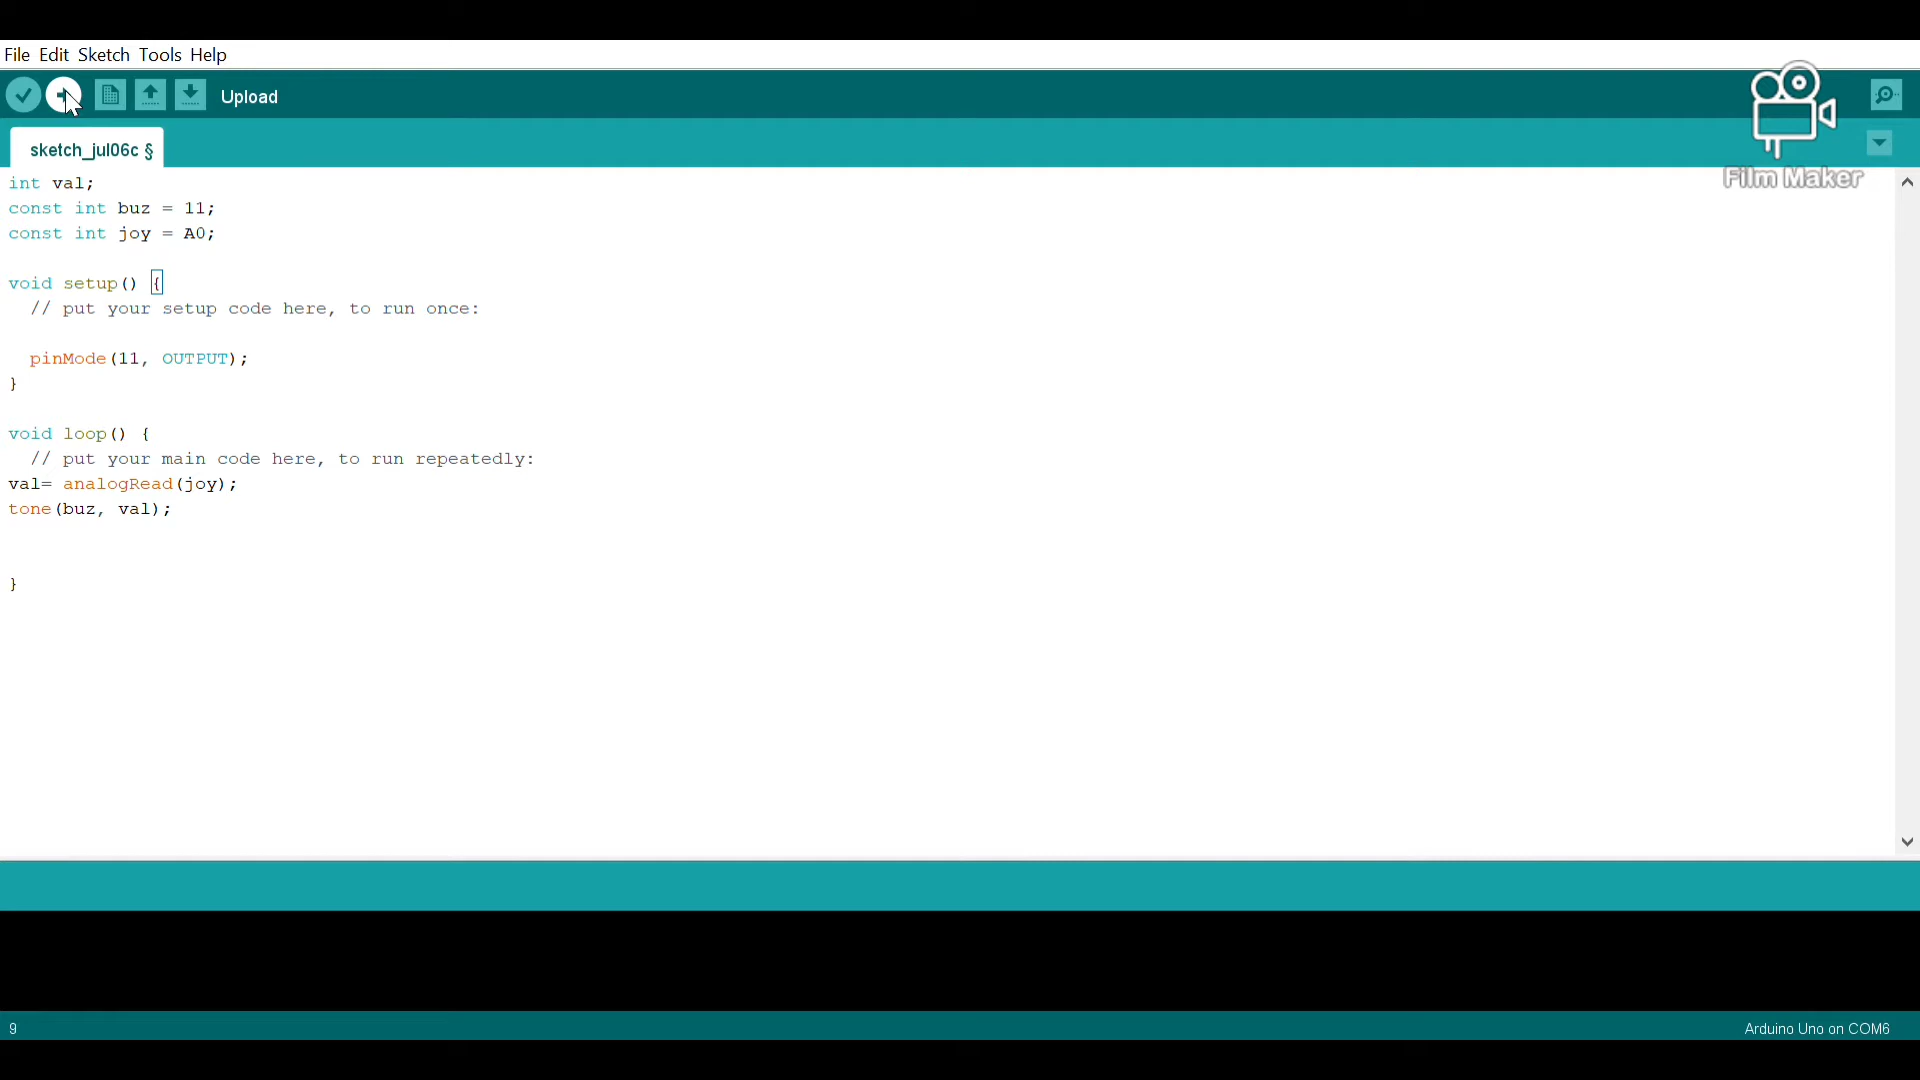 File Edit Sketch Tools Help
Upload
Film Maker
sketch_jul06c §
int val;
const int buz = 11;
const int joy = A0;
void setup() {
// put your setup code here, to run once:
pinMode(11, OUTPUT);
}
void loop() {
// put your main code here, to run repeatedly:
val= analogRead(joy);
tone(buz, val);
}
9
Arduino Uno on COM6